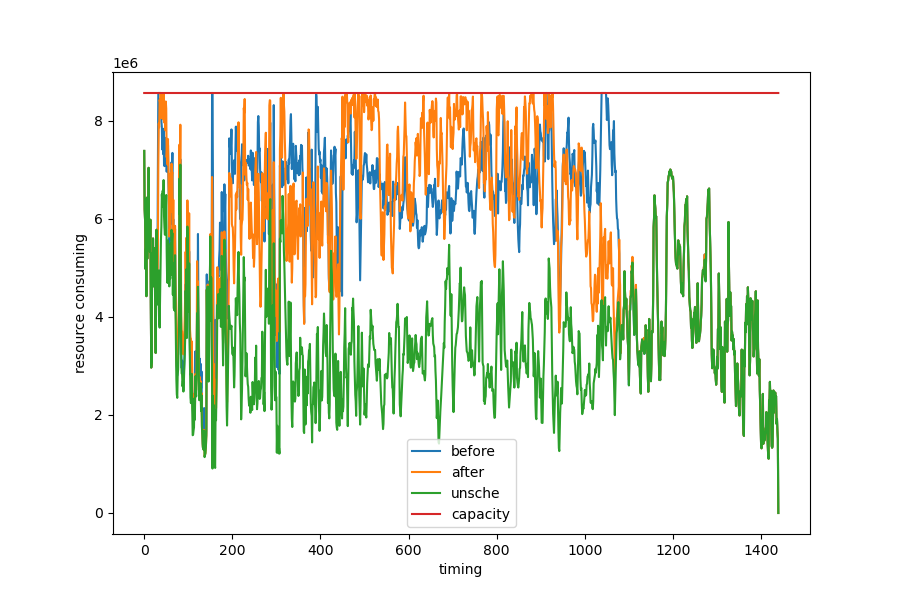 1e6
8
6
4
2
0
resource consuming
0 200 400 600 800 1000 1200 1400
timing
before
after
unsche
capacity